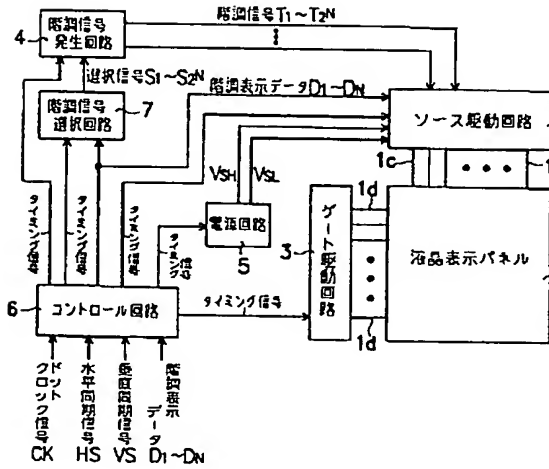 階調信号T1~T2N
階調信号
発生回路
4
選択信号S1~S2N
階調表示データD1~DN
階調信号
選択回路
7
ソース駆動回路
VSH
VSL
1c
1d
電源回路
5
3
ゲート駆動回路
液晶表示パネル
1d
タイミング信号
タイミング信号
タイミング信号
タイミング信号
6
コントロール回路
タイミング信号
ドット
クロック信号
CK
水平同期信号
HS
垂直同期信号
VS
階調表示
データ
D1~DN